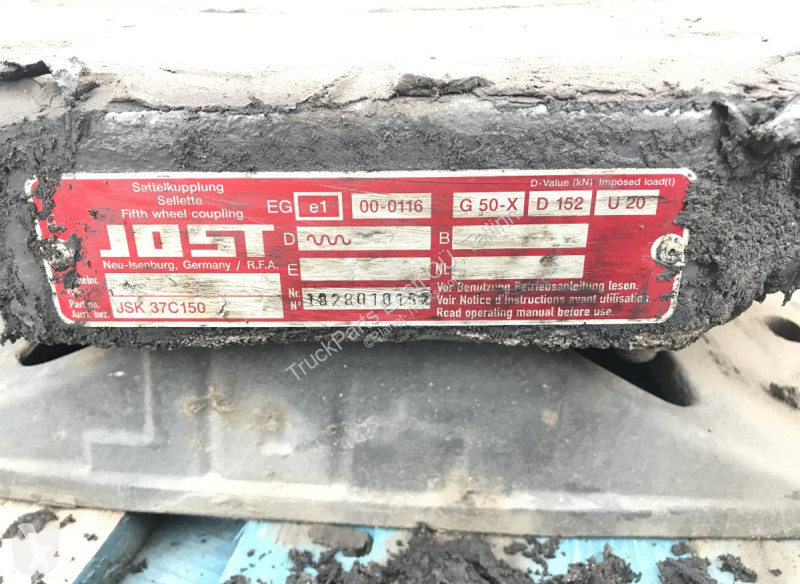 Sattelkupplung
Sellette
Fifth wheel coupling
D-Value (kN) Imposed load(t)
EG e1 00-0116 G 50-X D 152 U 20
JOST
D B
Neu-Isenburg, Germany / R.F.A.
E NL
Part no. JSK 37C150
Nr. N° 1828010152
Vor Benutzung Betriebsanleitung lesen.
Voir Notice d'Instructions avant utilisation.
Read operating manual before use.